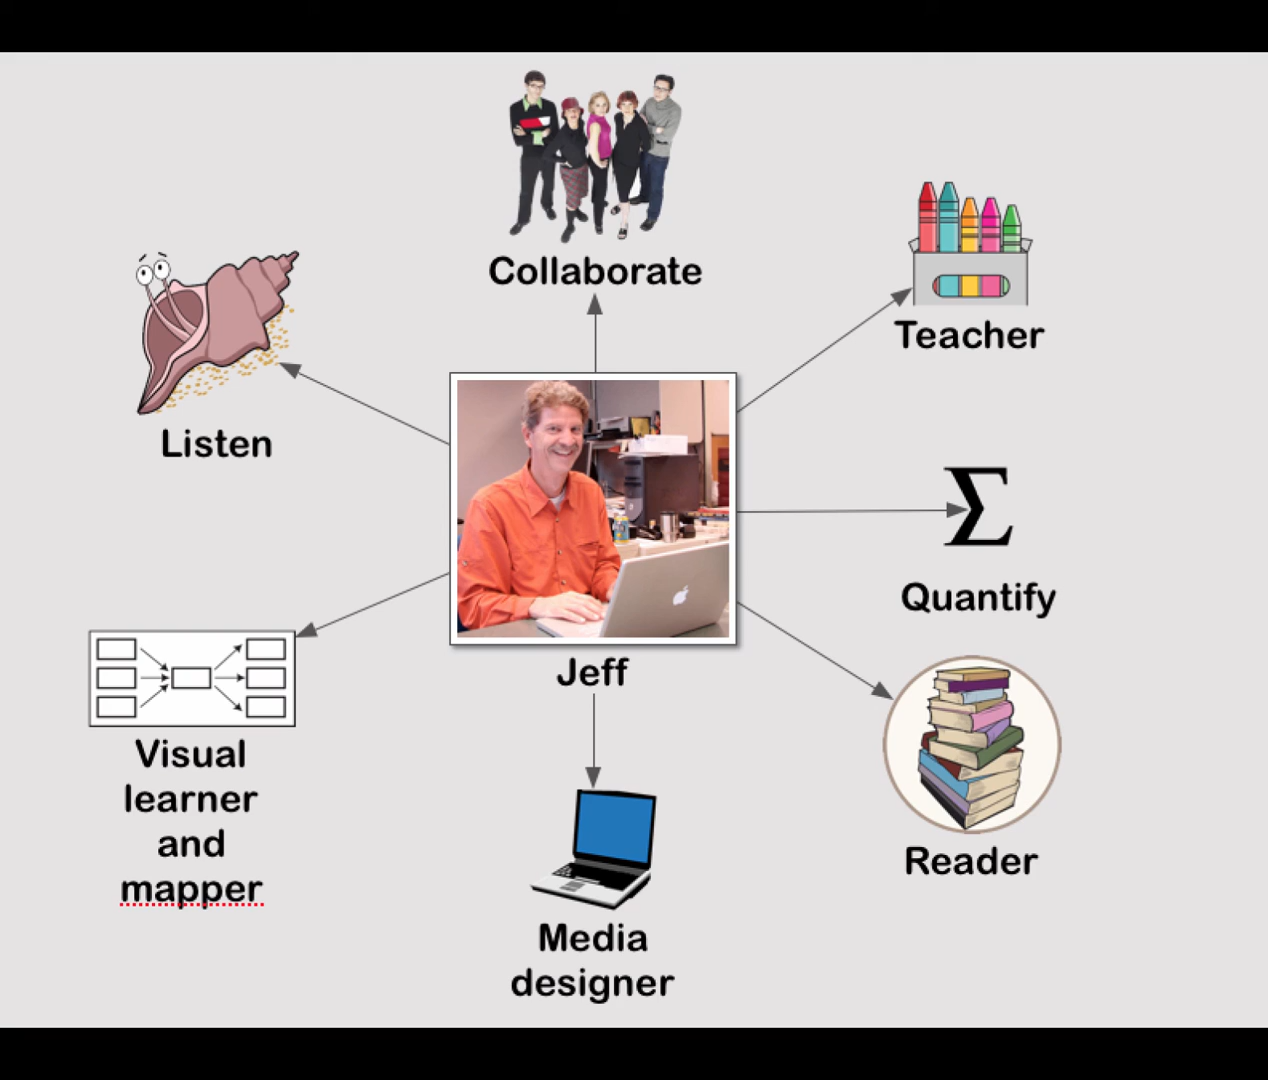 Collaborate
Teacher
Listen
Quantify
Jeff
Visual
learner
and
mapper
Reader
Media
designer